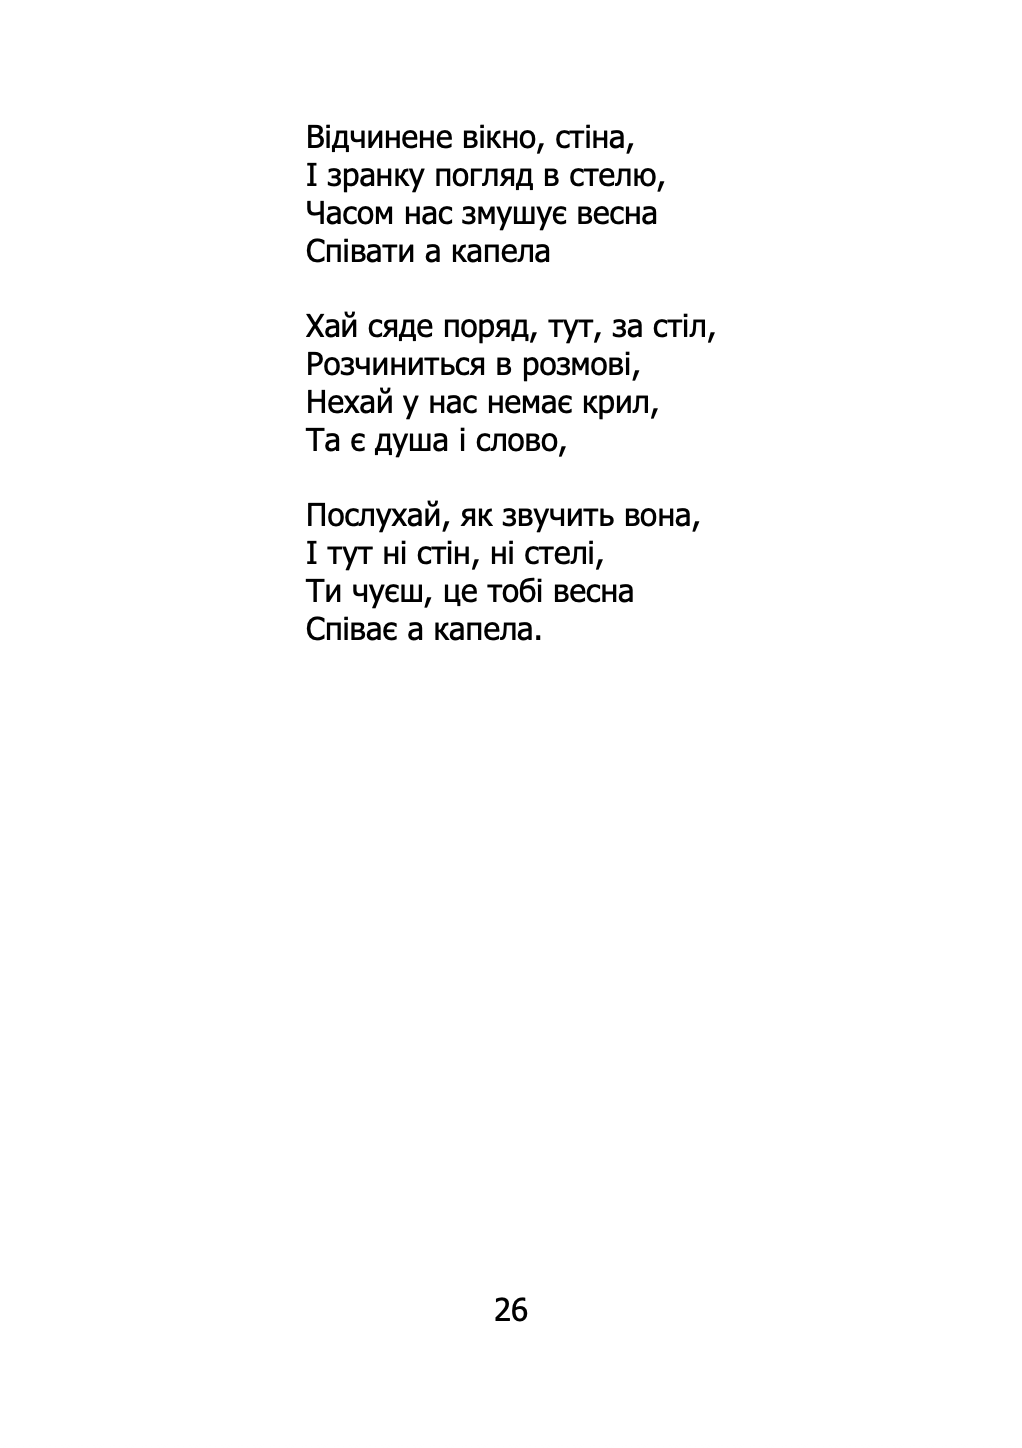 Відчинене вікно, стіна,
І зранку погляд в стелю,
Часом нас змушує весна
Співати а капела
Хай сяде поряд, тут, за стіл,
Розчиниться в розмові,
Нехай у нас немає крил,
Та є душа і слово,
Послухай, як звучить вона,
І тут ні стін, ні стелі,
Ти чуєш, це тобі весна
Співає а капела.
26